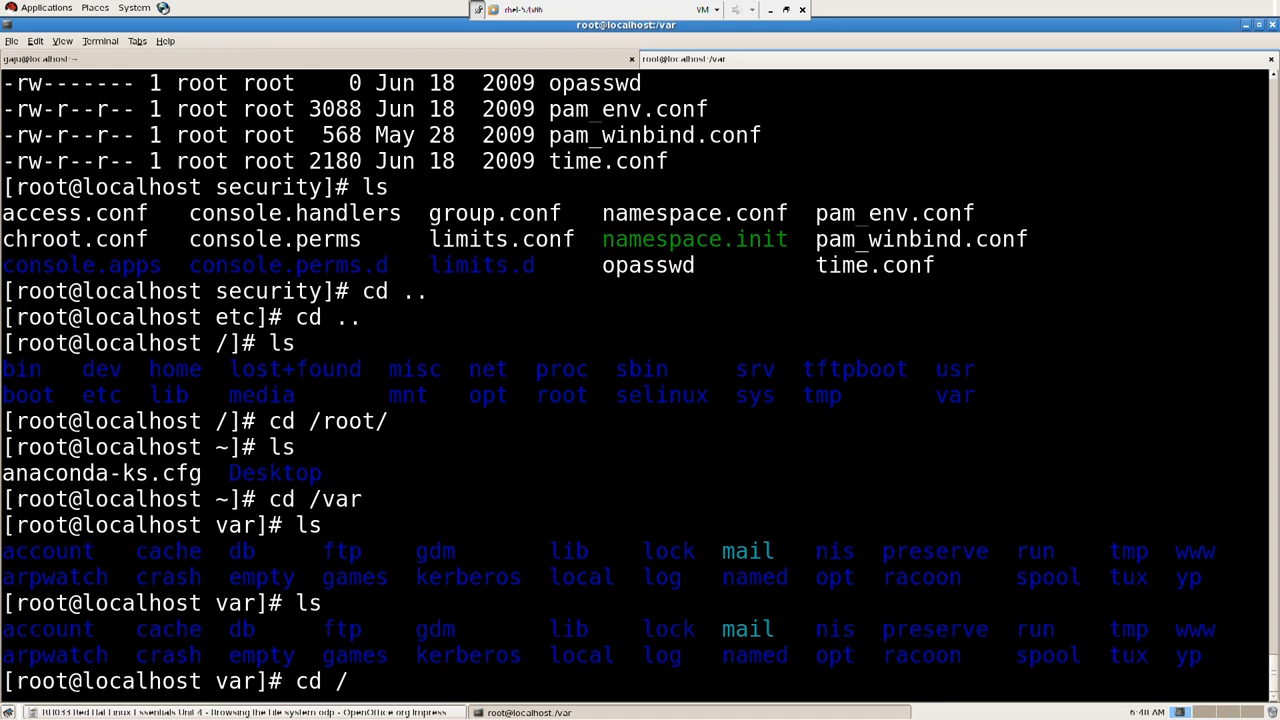 Applications Places System
VM
root@localhost:/var
File Edit View Terminal Tabs Help
gaju@localhost:~ root@localhost:/var
-rw------- 1 root root 0 Jun 18 2009 opasswd
-rw-r--r-- 1 root root 3088 Jun 18 2009 pam_env.conf
-rw-r--r-- 1 root root 568 May 28 2009 pam_winbind.conf
-rw-r--r-- 1 root root 2180 Jun 18 2009 time.conf
[root@localhost security]# ls
access.conf console.handlers group.conf namespace.conf pam_env.conf
chroot.conf console.perms limits.conf namespace.init pam_winbind.conf
console.apps console.perms.d limits.d opasswd time.conf
[root@localhost security]# cd ..
[root@localhost etc]# cd ..
[root@localhost /]# ls
bin dev home lost+found misc net proc sbin srv tftpboot usr
boot etc lib media mnt opt root selinux sys tmp var
[root@localhost /]# cd /root/
[root@localhost ~]# ls
anaconda-ks.cfg Desktop
[root@localhost ~]# cd /var
[root@localhost var]# ls
account cache db ftp gdm lib lock mail nis preserve run tmp www
arpwatch crash empty games kerberos local log named opt racoon spool tux yp
[root@localhost var]# ls
account cache db ftp gdm lib lock mail nis preserve run tmp www
arpwatch crash empty games kerberos local log named opt racoon spool tux yp
[root@localhost var]# cd /
RH033 Red Hat Linux Essentials Unit 4 - Browsing the file system.odp - OpenOffice.org Impress root@localhost:/var 6:48 AM